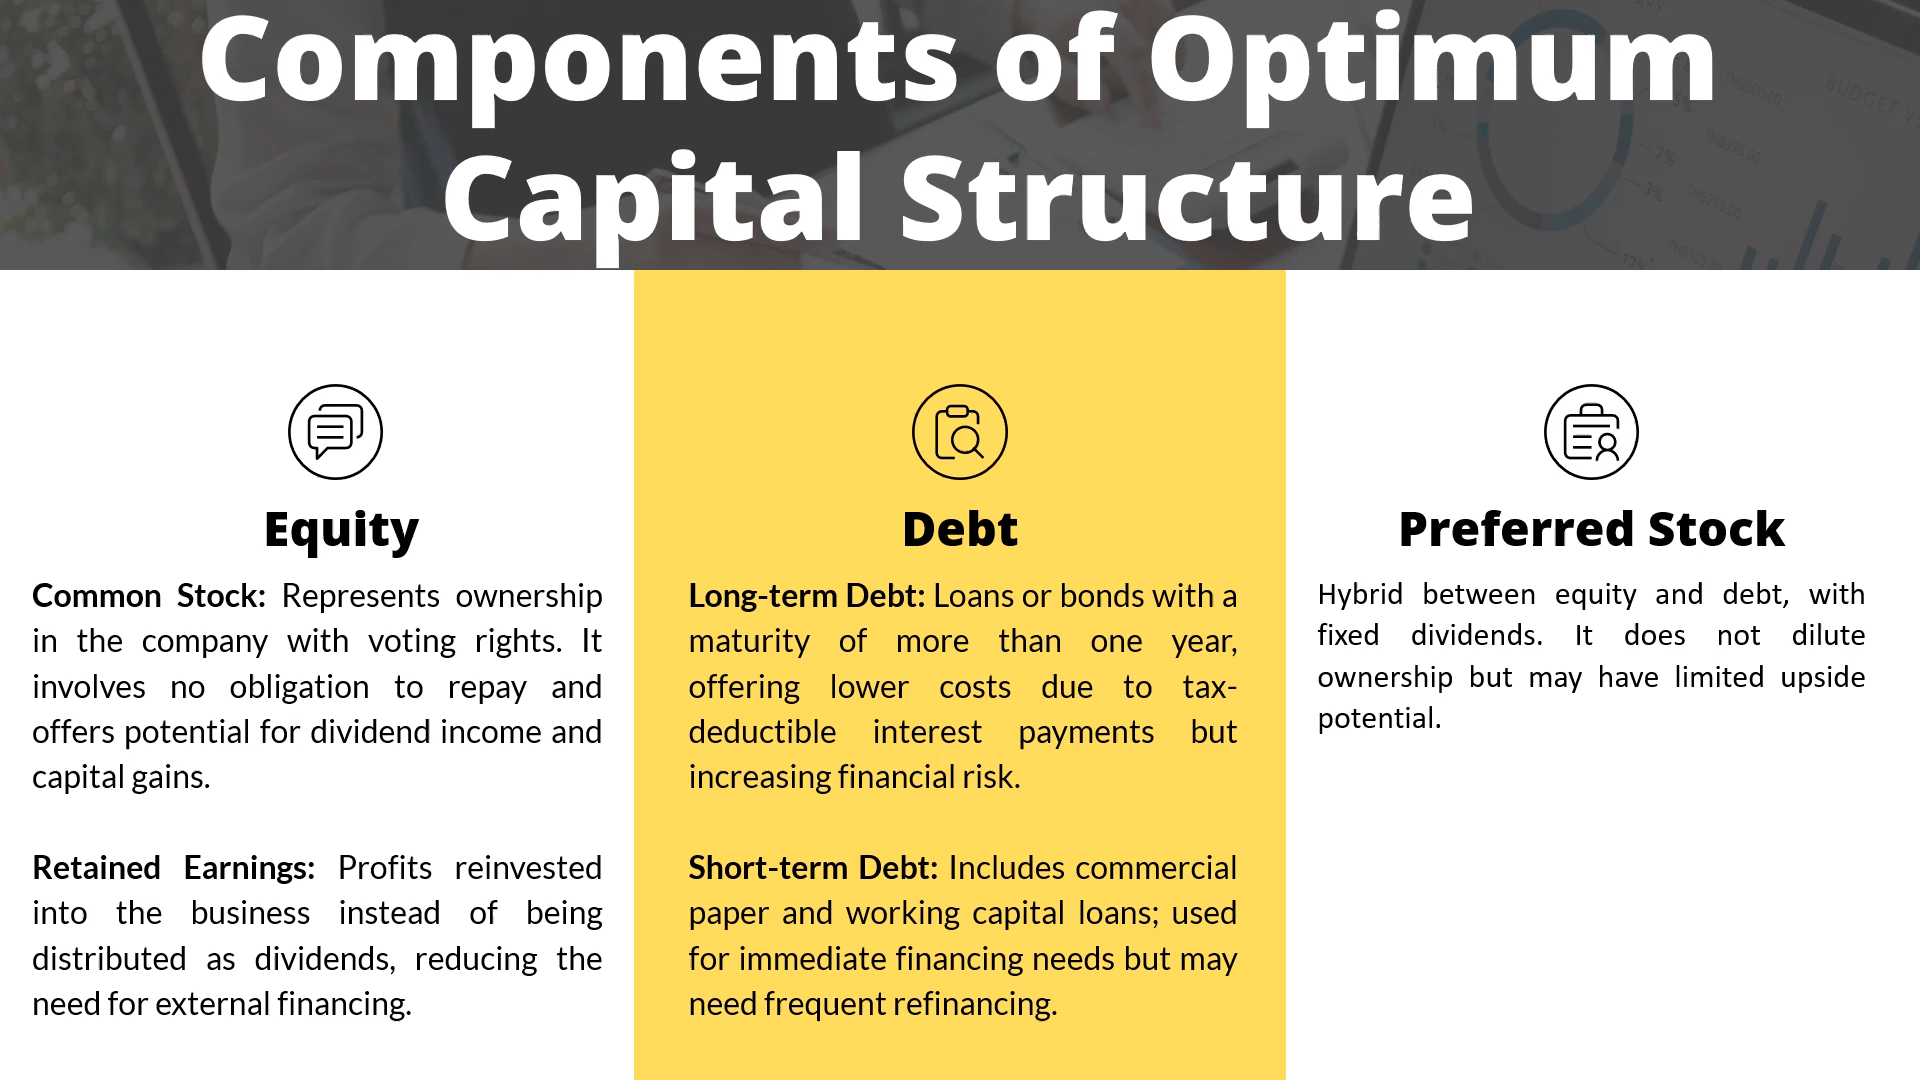 Components of Optimum
Capital Structure
BUDGET
7%
3%
Equity
Common Stock: Represents ownership
in the company with voting rights. It
involves no obligation to repay and
offers potential for dividend income and
capital gains.
Retained Earnings: Profits reinvested
into the business instead of being
distributed as dividends, reducing the
need for external financing.
Debt
Long-term Debt: Loans or bonds with a
maturity of more than one year,
offering lower costs due to tax-
deductible interest payments but
increasing financial risk.
Short-term Debt: Includes commercial
paper and working capital loans; used
for immediate financing needs but may
need frequent refinancing.
Preferred Stock
Hybrid between equity and debt, with
fixed dividends. It does not dilute
ownership but may have limited upside
potential.